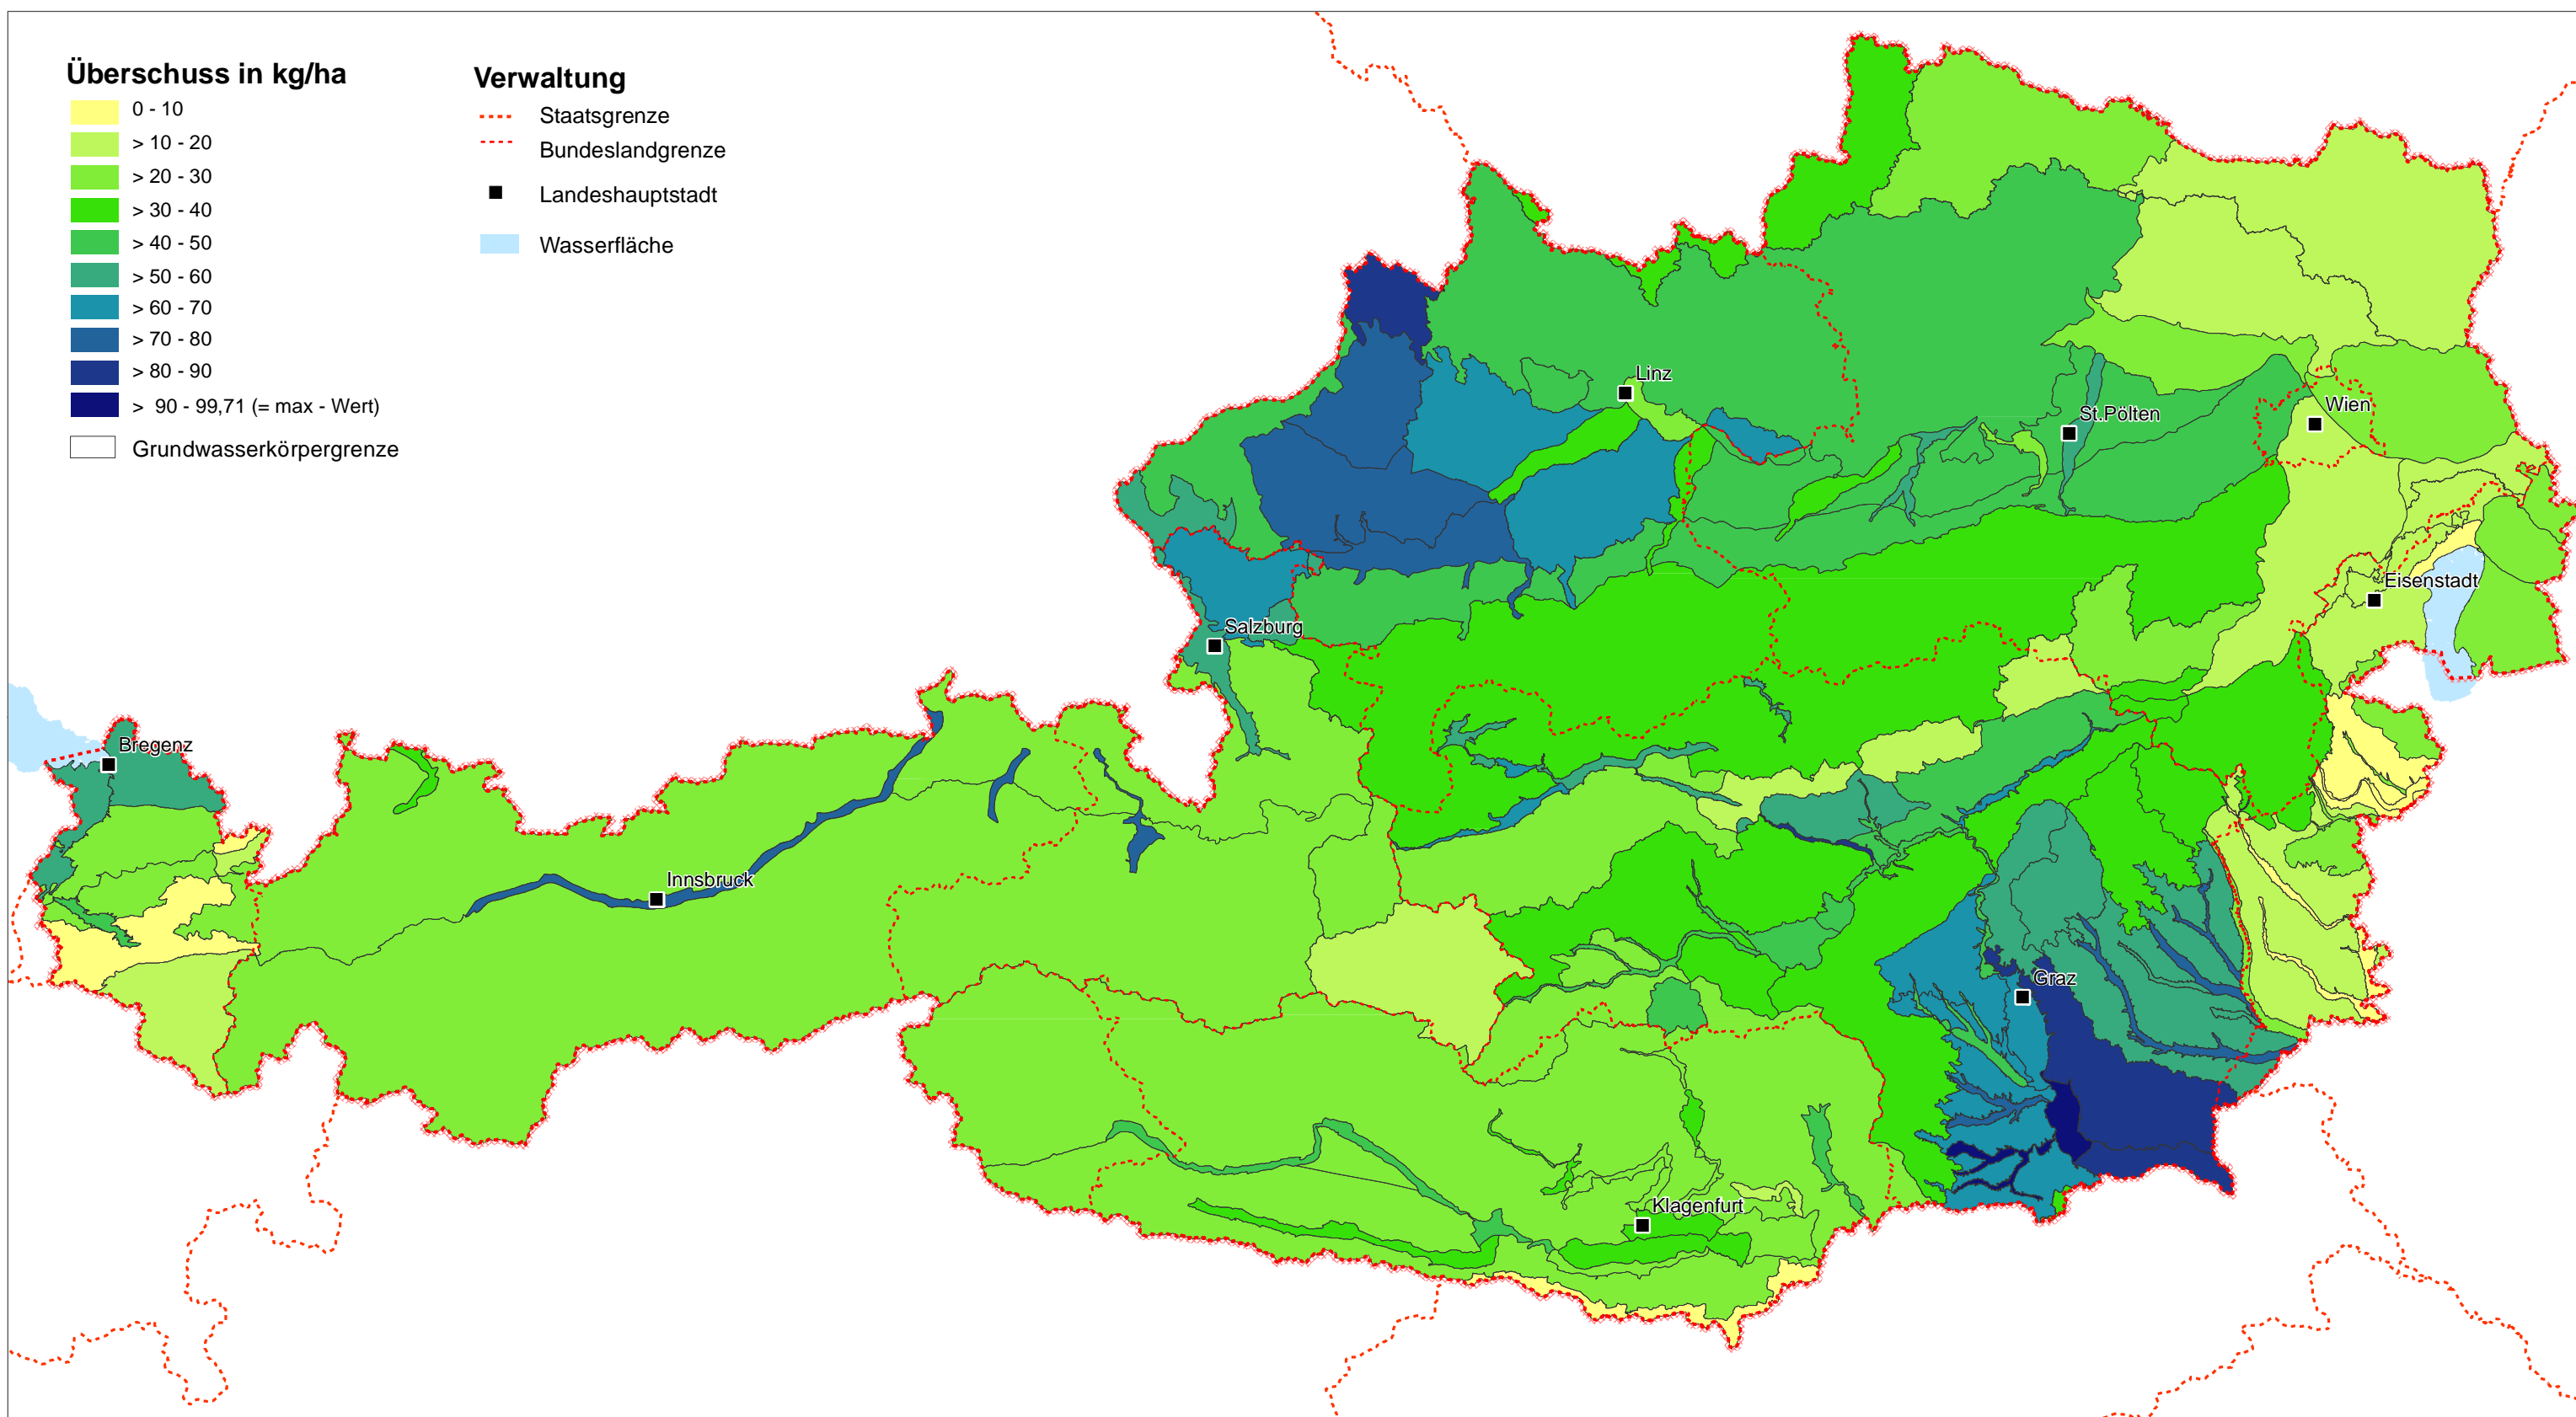 Überschuss in kg/ha
0 - 10
> 10 - 20
> 20 - 30
> 30 - 40
> 40 - 50
> 50 - 60
> 60 - 70
> 70 - 80
> 80 - 90
> 90 - 99,71 (= max - Wert)
Grundwasserkörpergrenze
Verwaltung
Staatsgrenze
Bundeslandgrenze
Landeshauptstadt
Wasserfläche
Linz
St.Pölten
Wien
Eisenstadt
Salzburg
Bregenz
Innsbruck
Graz
Klagenfurt